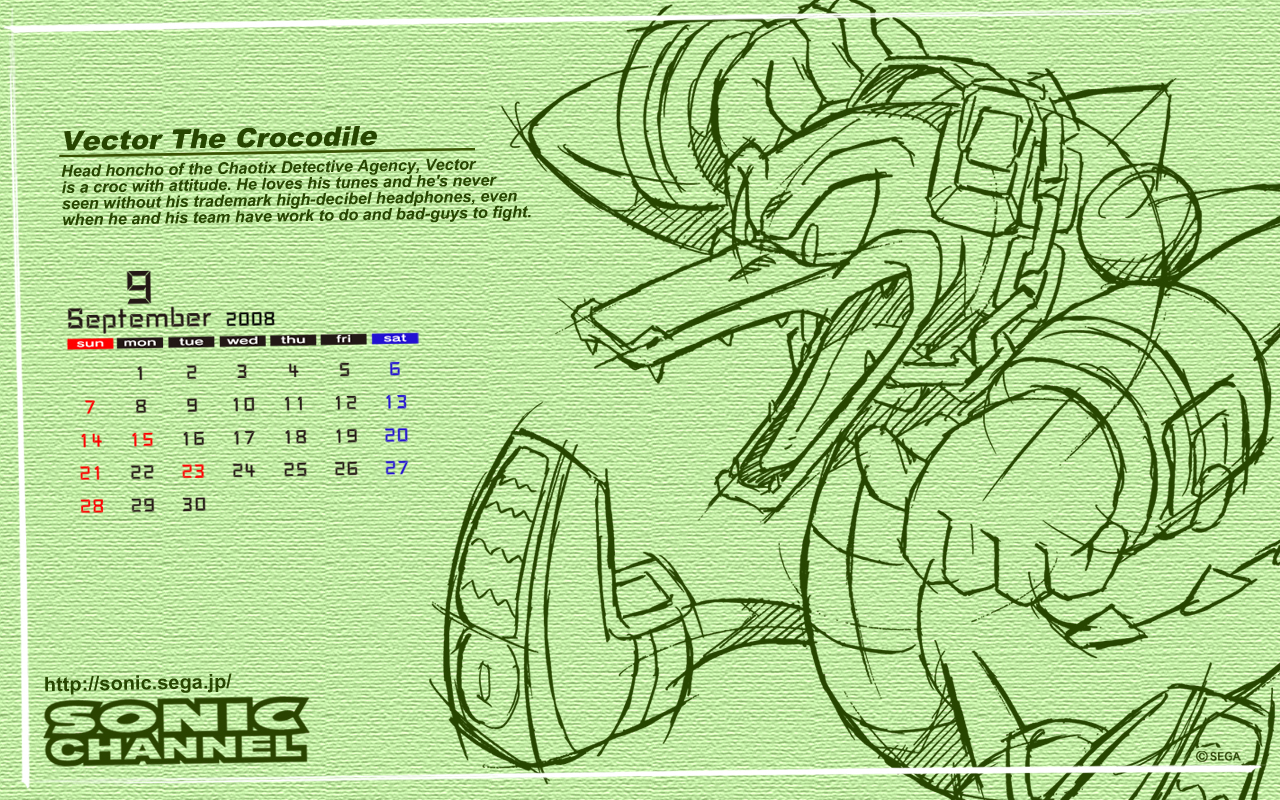 Vector The Crocodile
Head honcho of the Chaotix Detective Agency, Vector
is a croc with attitude. He loves his tunes and he's never
seen without his trademark high-decibel headphones, even
when he and his team have work to do and bad-guys to fight.
9
September 2008
sun mon tue wed thu fri sat
1 2 3 4 5 6
7 8 9 10 11 12 13
14 15 16 17 18 19 20
21 22 23 24 25 26 27
28 29 30
http://sonic.sega.jp/
SONIC
CHANNEL
©SEGA